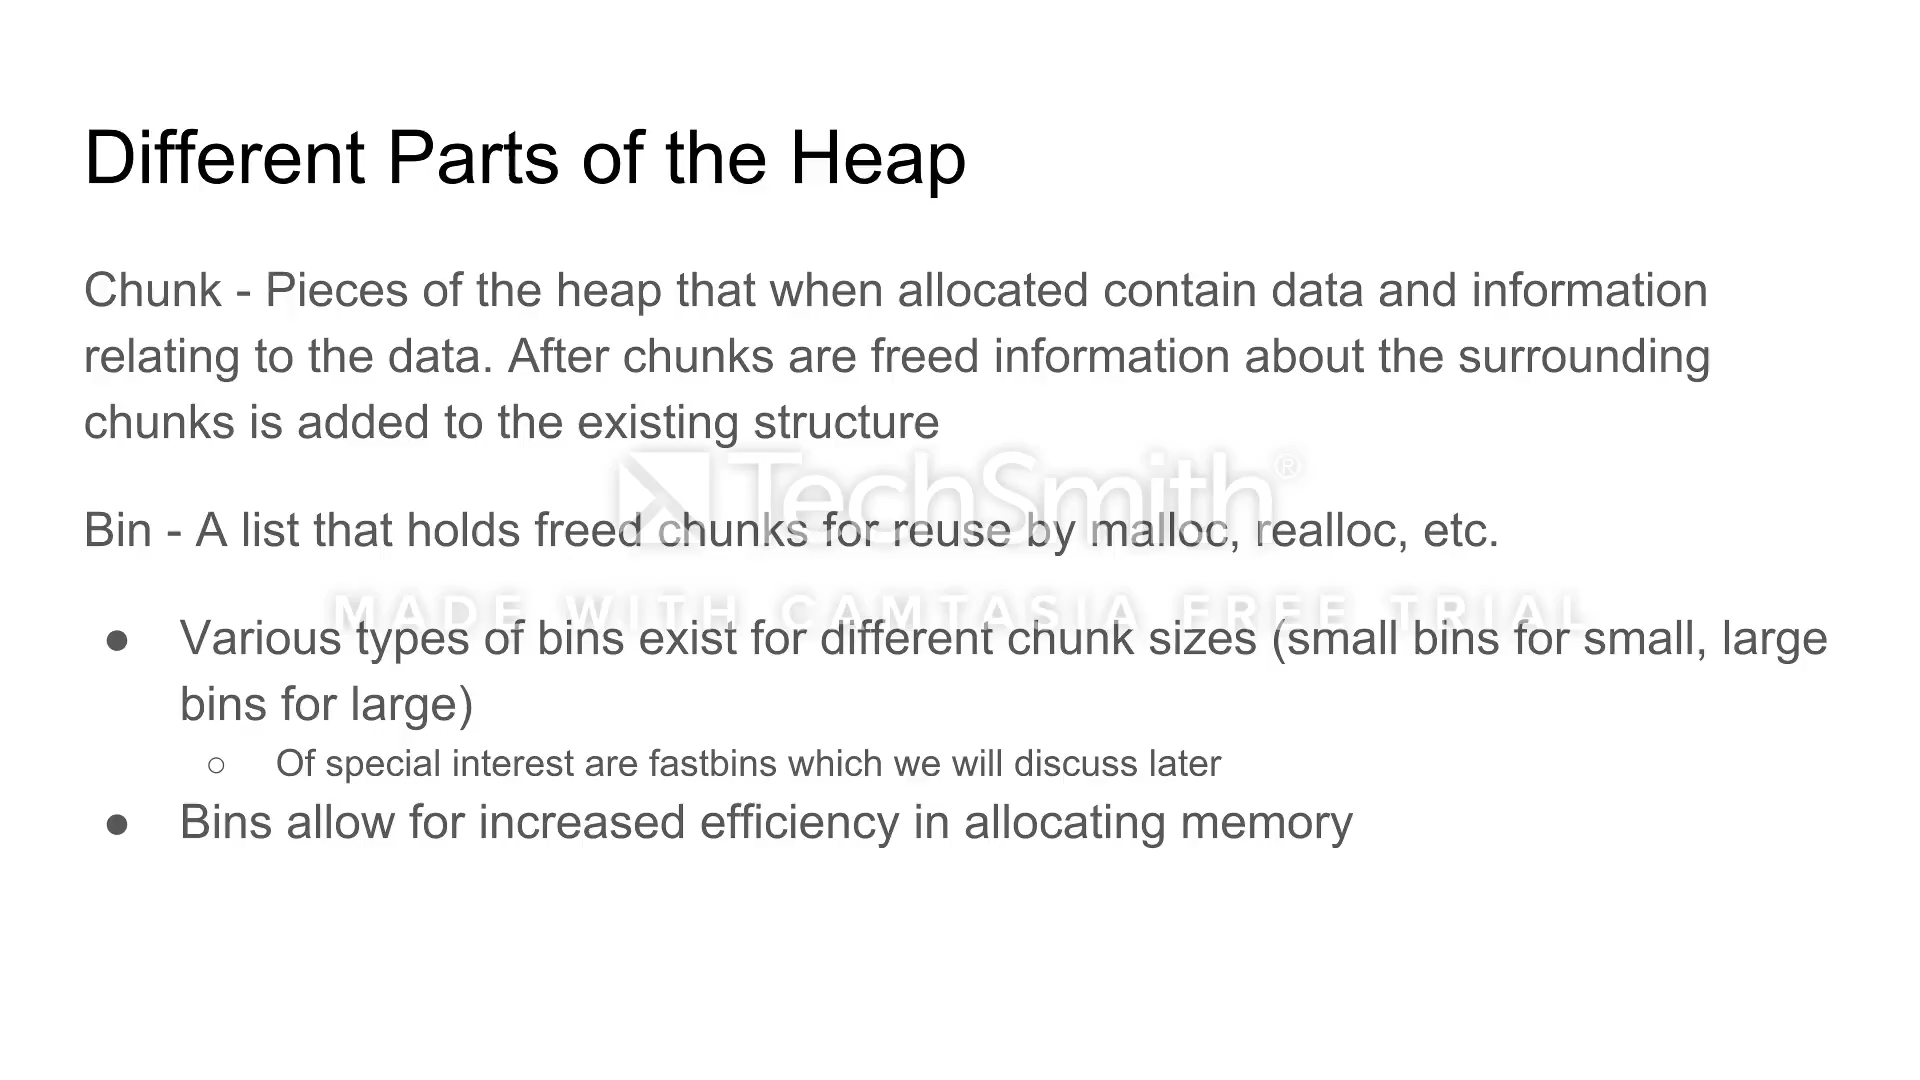 Different Parts of the Heap
Chunk - Pieces of the heap that when allocated contain data and information
relating to the data. After chunks are freed information about the surrounding
chunks is added to the existing structure
TechSmith®
Bin - A list that holds freed chunks for reuse by malloc, realloc, etc.
MADE WITH CAMTASIA FREE TRIAL
● Various types of bins exist for different chunk sizes (small bins for small, large
bins for large)
○ Of special interest are fastbins which we will discuss later
● Bins allow for increased efficiency in allocating memory